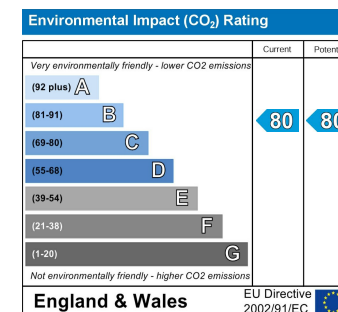 Environmental Impact (CO₂) Rating
Current Potent
Very environmentally friendly - lower CO2 emissions
(92 plus) A
(81-91) B
(69-80) C
(55-68) D
(39-54) E
(21-38) F
(1-20) G
80 80
Not environmentally friendly - higher CO2 emissions
England & Wales
EU Directive
2002/91/EC